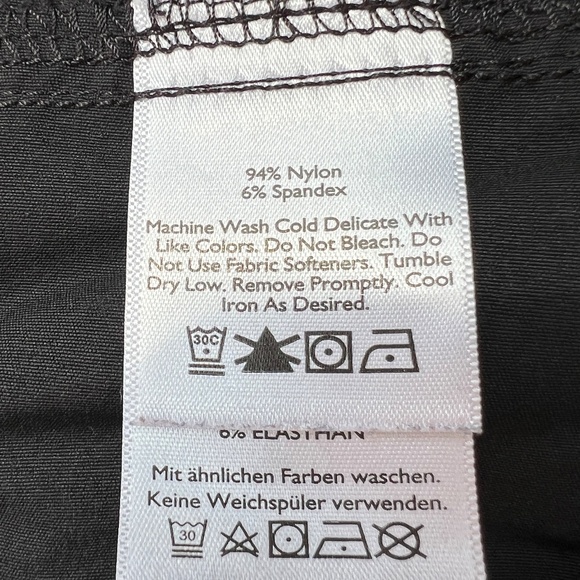 94% Nylon
6% Spandex
Machine Wash Cold Delicate With
Like Colors. Do Not Bleach. Do
Not Use Fabric Softeners. Tumble
Dry Low. Remove Promptly. Cool
Iron As Desired.
30C
6% ELASTHAN
Mit ähnlichen Farben waschen.
Keine Weichspüler verwenden.
30